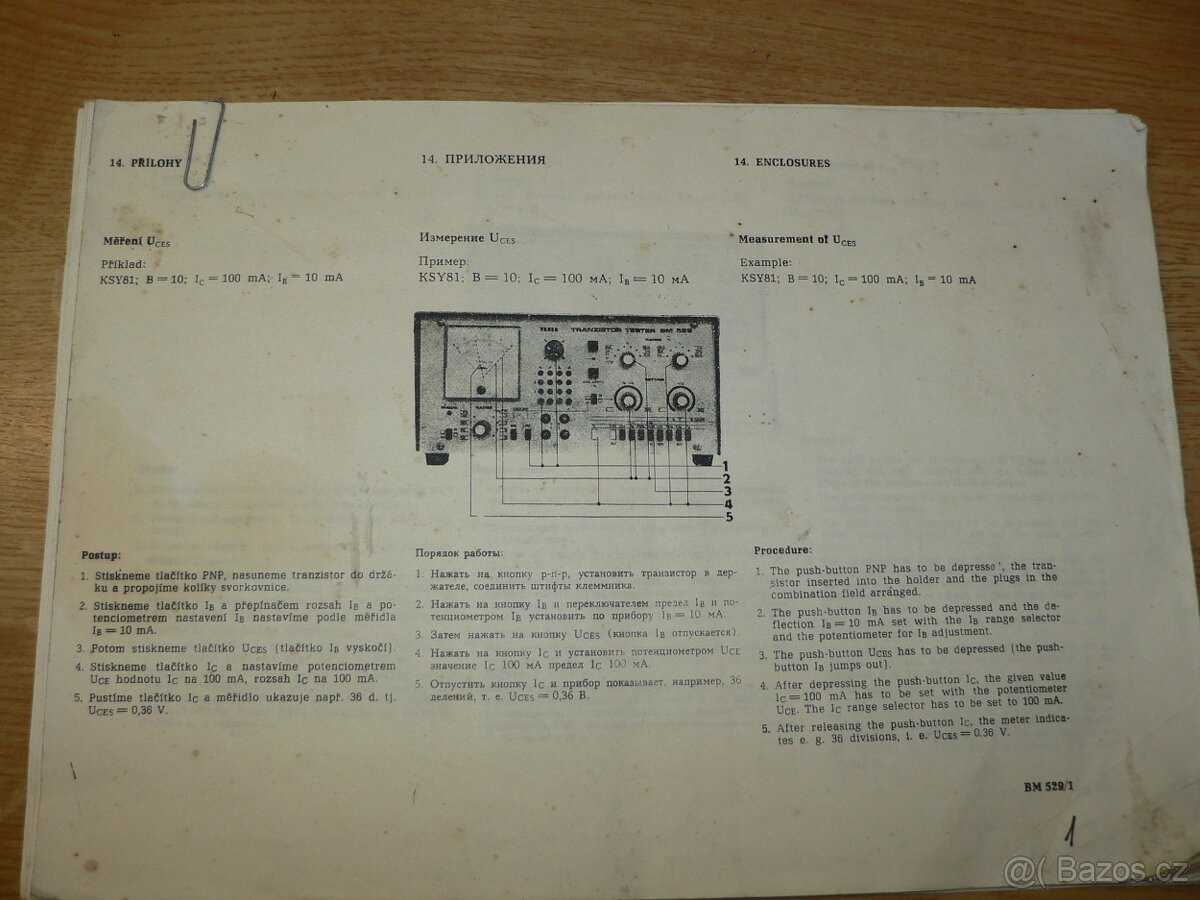 14. PŘÍLOHY
Měření UCES
Příklad:
KSY81; B = 10; IC = 100 mA; IB = 10 mA
14. ПРИЛОЖЕНИЯ
Измерение UCES
Пример:
KSY81; B = 10; IC = 100 мА; IB = 10 мА
14. ENCLOSURES
Measurement of UCES
Example:
KSY81; B = 10; IC = 100 mA; IB = 10 mA
TESLA TRANZISTOR TESTER BM 529
1
2
3
4
5
Postup:
1. Stiskneme tlačítko PNP, nasuneme tranzistor do držá-
ku a propojíme kolíky svorkovnice.
2. Stiskneme tlačítko IB a přepínačem rozsah IB a po-
tenciometrem nastavení IB nastavíme podle měřidla
IB = 10 mA.
3. Potom stiskneme tlačítko UCES (tlačítko IB vyskočí).
4. Stiskneme tlačítko IC a nastavíme potenciometrem
UCE hodnotu IC na 100 mA, rozsah IC na 100 mA.
5. Pustíme tlačítko IC a měřidlo ukazuje např. 36 d. tj.
UCES = 0,36 V.
Порядок работы:
1. Нажать на кнопку p-n-p, установить транзистор в дер-
жателе, соединить штифты клеммника.
2. Нажать на кнопку IB и переключателем предел IB и по-
тенциометром IB установить по прибору IB = 10 мА.
3. Затем нажать на кнопку UCES (кнопка IB отпускается).
4. Нажать на кнопку IC и установить потенциометром UCE
значение IC 100 мА предел IC 100 мА.
5. Отпустить кнопку IC и прибор показывает, например, 36
делений, т. е. UCES = 0,36 В.
Procedure:
1. The push-button PNP has to be depressed, the tran-
sistor inserted into the holder and the plugs in the
combination field arranged.
2. The push-button IB has to be depressed and the de-
flection IB = 10 mA set with the IB range selector
and the potentiometer for IB adjustment.
3. The push-button UCES has to be depressed (the push-
button IB jumps out).
4. After depressing the push-button IC, the given value
IC = 100 mA has to be set with the potentiometer
UCE. The IC range selector has to be set to 100 mA.
5. After releasing the push-button IC, the meter indica-
tes e. g. 36 divisions, i. e. UCES = 0.36 V.
BM 529/1
1
@( Bazos.cz